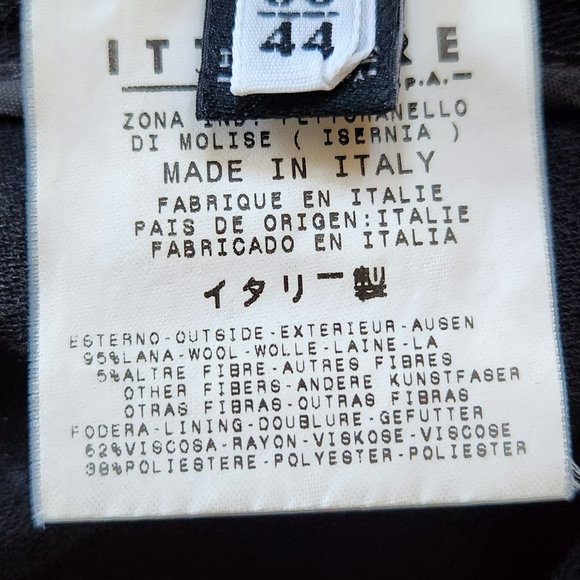 44
IT RE
P.A.
ZONA IND. PETTORANELLO
DI MOLISE ( ISERNIA )
MADE IN ITALY
FABRIQUE EN ITALIE
PAIS DE ORIGEN:ITALIE
FABRICADO EN ITALIA
イタリー製
ESTERNO-OUTSIDE-EXTERIEUR-AUSEN
95%LANA-WOOL-WOLLE-LAINE-LA
5%ALTRE FIBRE-AUTRES FIBRES
OTHER FIBERS-ANDERE KUNSTFASER
OTRAS FIBRAS-OUTRAS FIBRAS
FODERA-LINING-DOUBLURE-GEFUTTER
62%VISCOSA-RAYON-VISKOSE-VISCOSE
38%POLIESTERE-POLYESTER-POLYESTER